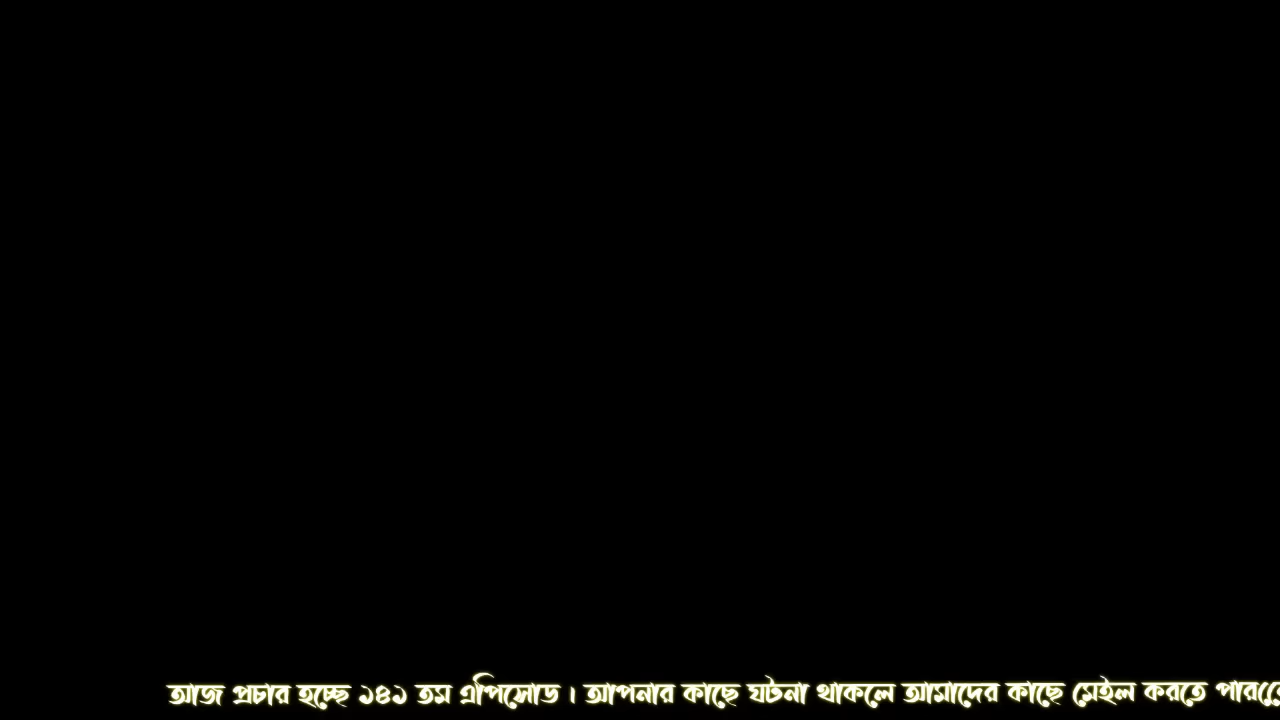 আজ প্রচার হচ্ছে ১৪১ তম এপিসোড । আপনার কাছে ঘটনা থাকলে আমাদের কাছে মেইল করতে